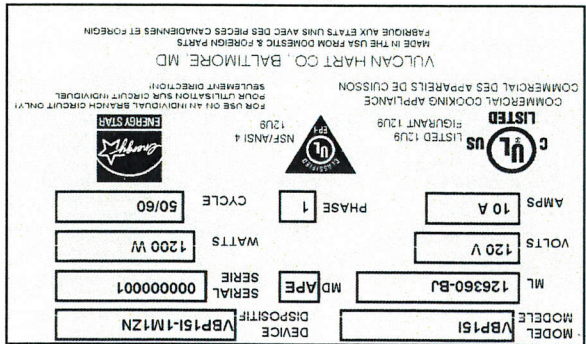 MODEL
MODELE
VBP15I
DEVICE
DISPOSITIF
VBP15I-1M1ZN
ML
126360-BJ
MD
APE
SERIAL
SERIE
000000001
VOLTS
120 V
WATTS
1200 W
AMPS
10 A
PHASE
1
CYCLE
50/60
C UL US
LISTED
LISTED 12U9
FIGURANT 12U9
CLASSIFIED
UL
EPH
NSF/ANSI 4
12U9
energy
ENERGY STAR
COMMERCIAL COOKING APPLIANCE
COMMERCIAL DES APPAREILS DE CUISSON
FOR USE ON AN INDIVIDUAL BRANCH CIRCUIT ONLY!
POUR UTILISATION SUR CIRCUIT INDIVIDUEL
SEULEMENT DIRECTION!
VULCAN HART CO., BALTIMORE, MD
MADE IN THE USA FROM DOMESTIC & FOREIGN PARTS
FABRIQUE AUX ETATS UNIS AVEC DES PIECES CANADIENNES ET FOREGIN